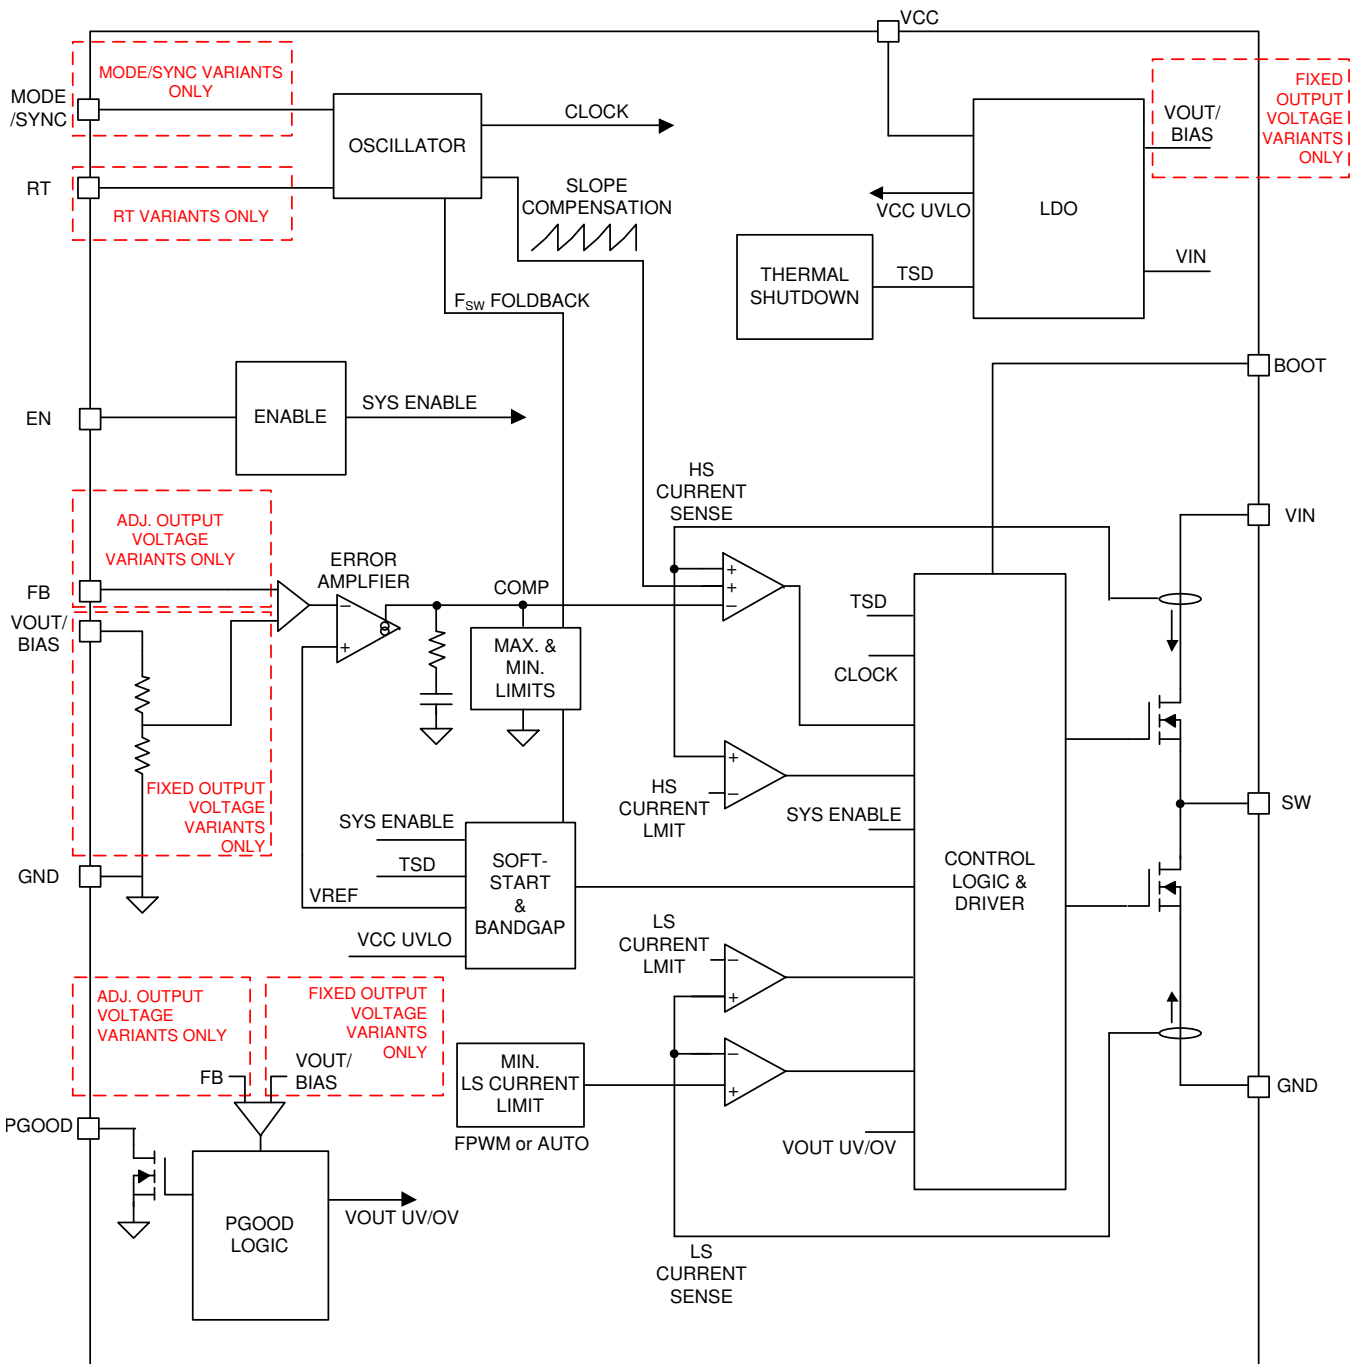 VCC
MODE/SYNC VARIANTS
ONLY
MODE
/SYNC
OSCILLATOR
CLOCK
FIXED
OUTPUT
VOLTAGE
VARIANTS
ONLY
VOUT/
BIAS
RT
RT VARIANTS ONLY
SLOPE
COMPENSATION
VCC UVLO
LDO
THERMAL
SHUTDOWN
TSD
VIN
FSW FOLDBACK
BOOT
EN
ENABLE
SYS ENABLE
HS
CURRENT
SENSE
VIN
ADJ. OUTPUT
VOLTAGE
VARIANTS ONLY
ERROR
AMPLFIER
COMP
FB
VOUT/
BIAS
MAX. &
MIN.
LIMITS
TSD
CLOCK
FIXED OUTPUT
VOLTAGE
VARIANTS
ONLY
HS
CURRENT
LMIT
SYS ENABLE
SW
SYS ENABLE
TSD
VREF
VCC UVLO
SOFT-
START
&
BANDGAP
CONTROL
LOGIC &
DRIVER
GND
LS
CURRENT
LMIT
ADJ. OUTPUT
VOLTAGE
VARIANTS ONLY
FIXED OUTPUT
VOLTAGE
VARIANTS
ONLY
FB
VOUT/
BIAS
MIN.
LS CURRENT
LIMIT
FPWM or AUTO
GND
PGOOD
VOUT UV/OV
PGOOD
LOGIC
VOUT UV/OV
LS
CURRENT
SENSE